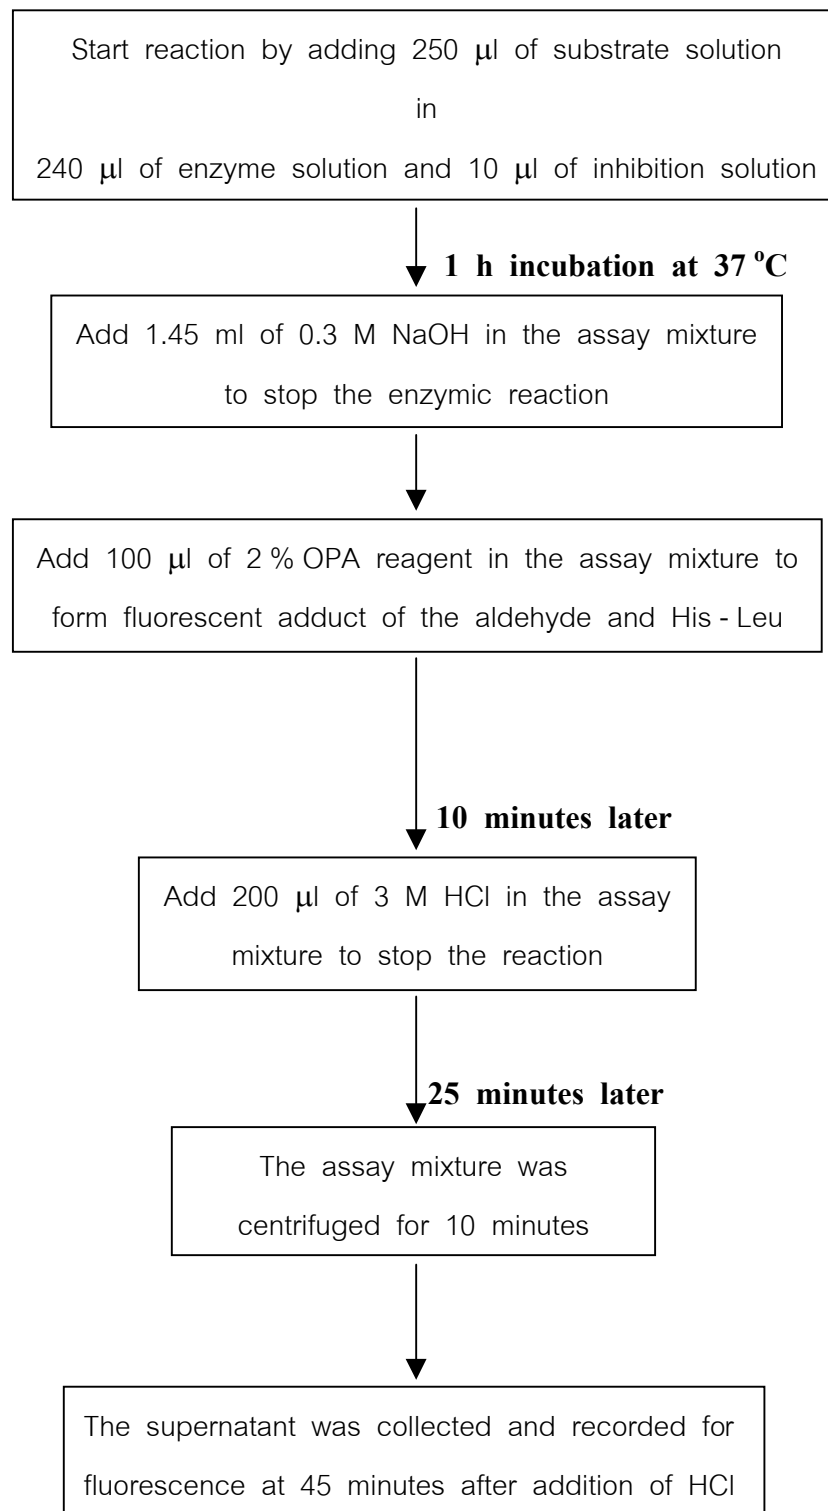 Start reaction by adding 250 μl of substrate solution
in
240 μl of enzyme solution and 10 μl of inhibition solution
1 h incubation at 37 °C
Add 1.45 ml of 0.3 M NaOH in the assay mixture
to stop the enzymic reaction
Add 100 μl of 2 % OPA reagent in the assay mixture to
form fluorescent adduct of the aldehyde and His - Leu
10 minutes later
Add 200 μl of 3 M HCl in the assay
mixture to stop the reaction
25 minutes later
The assay mixture was
centrifuged for 10 minutes
The supernatant was collected and recorded for
fluorescence at 45 minutes after addition of HCl